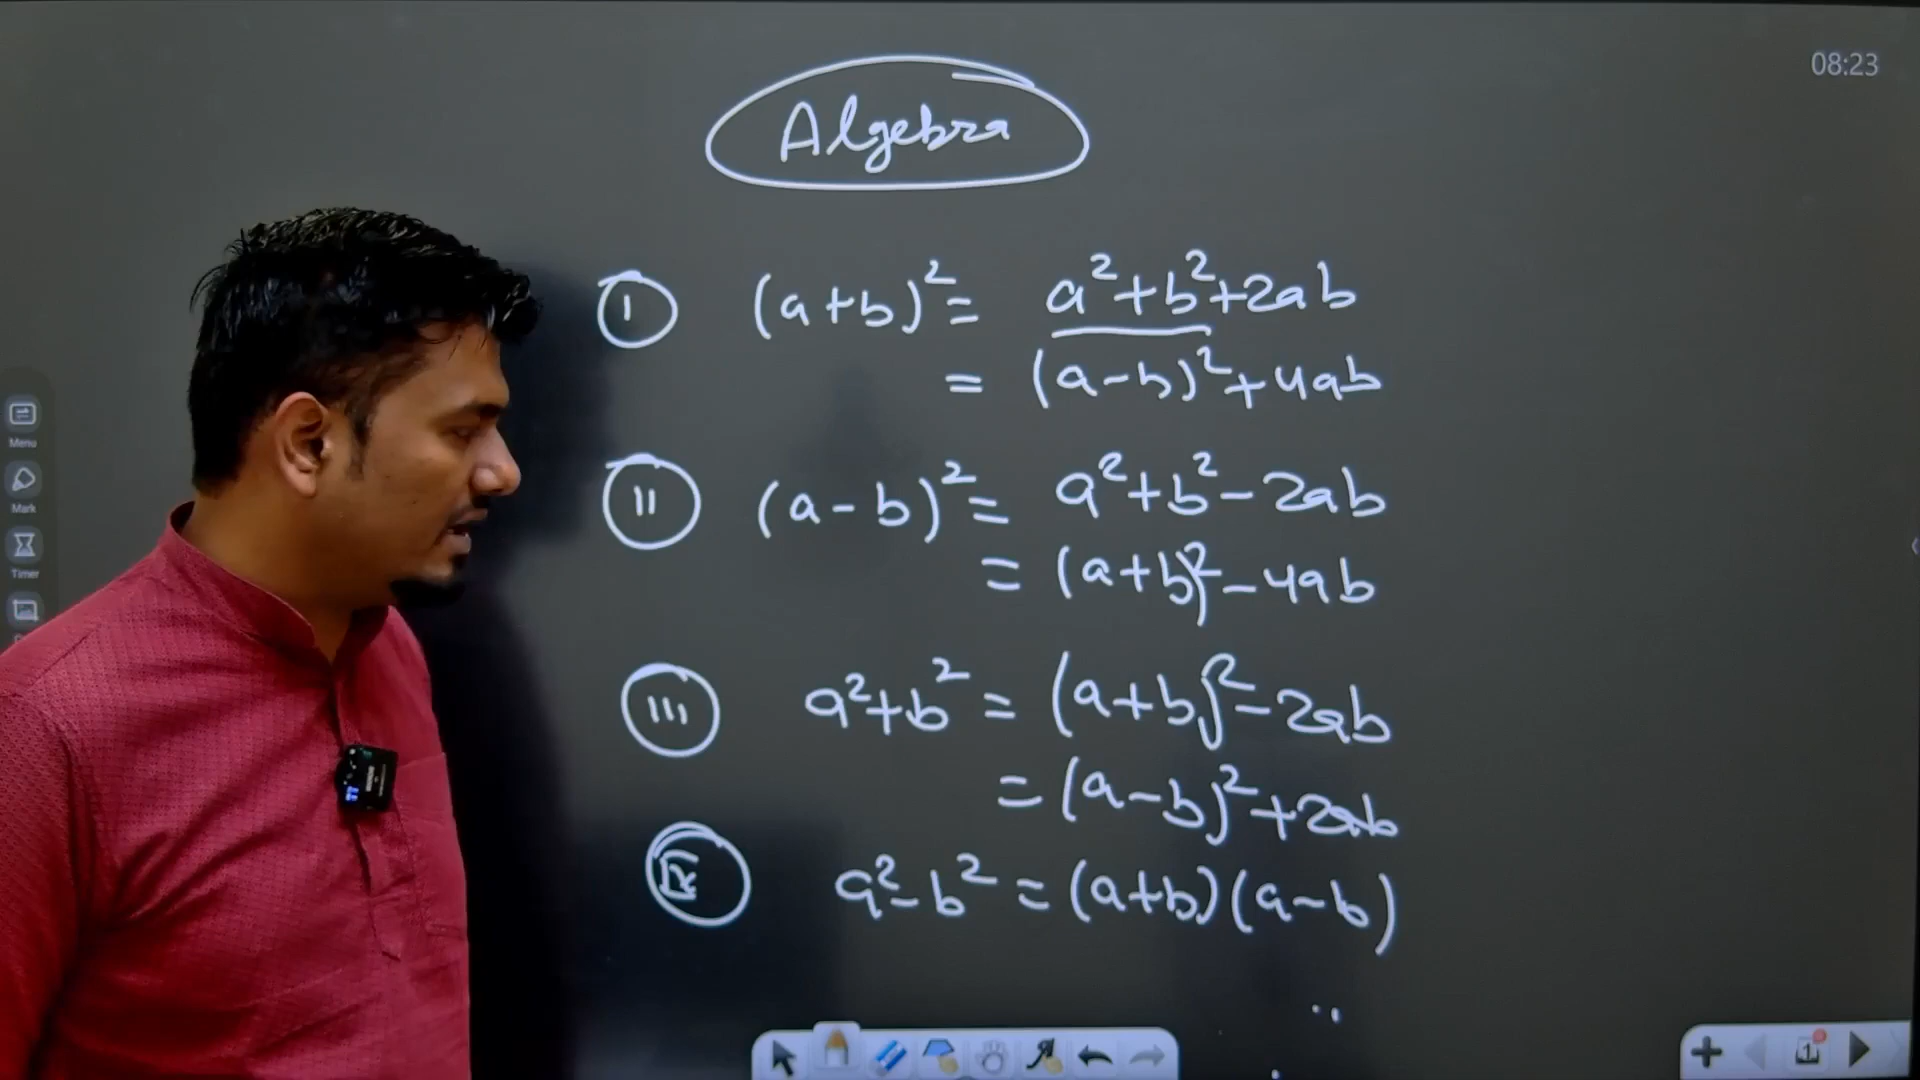 08:23
Algebra
(I) (a+b)² = a²+b²+2ab
= (a-b)²+4ab
(II) (a-b)² = a²+b²-2ab
= (a+b)²-4ab
(III) a²+b² = (a+b)²-2ab
= (a-b)²+2ab
(IV) a²-b² = (a+b)(a-b)
Menu
Mark
Timer
1